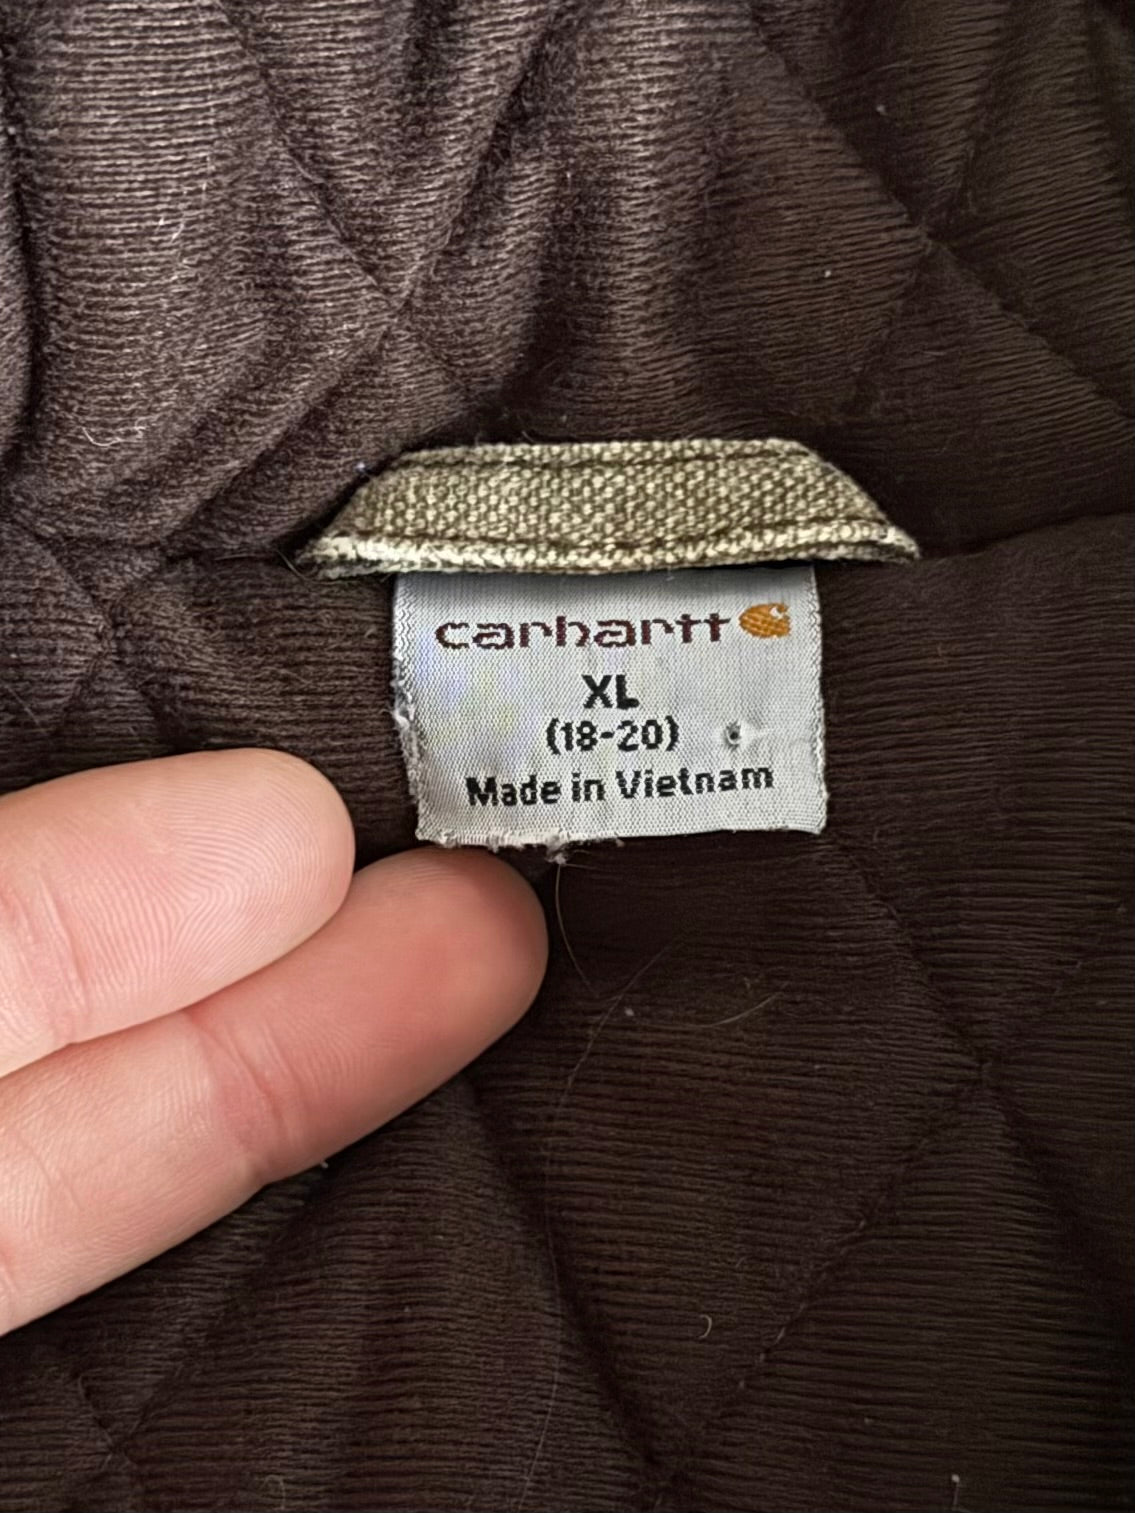 carhartt
XL
(18-20)
Made in Vietnam